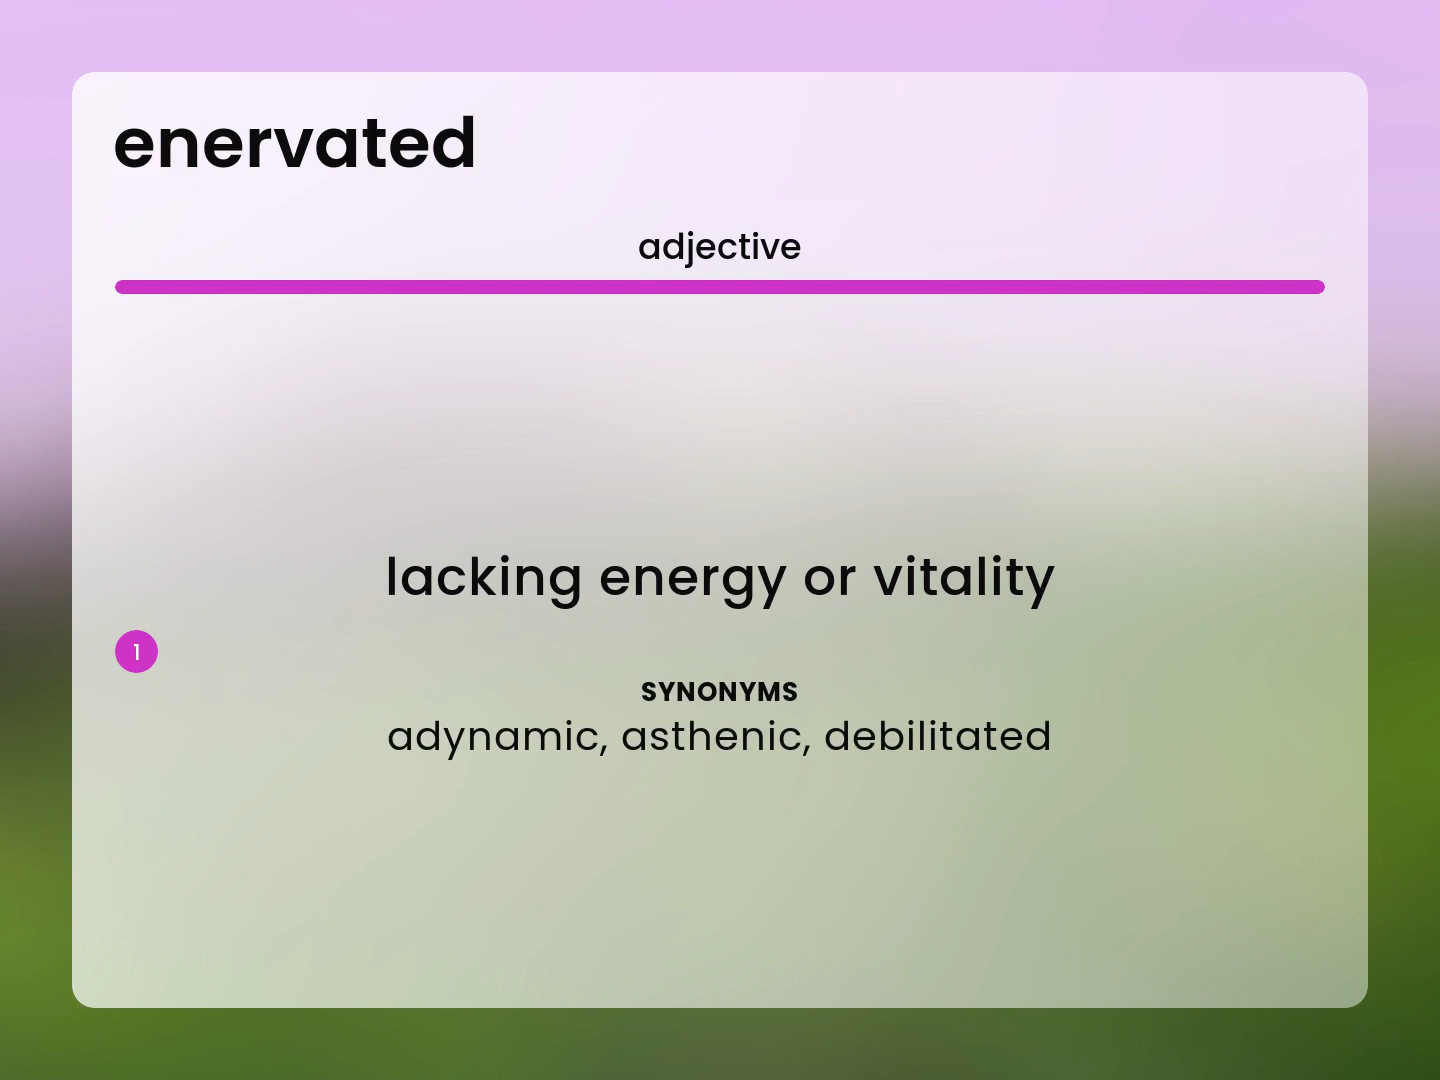 enervated
adjective
lacking energy or vitality
1
SYNONYMS
adynamic, asthenic, debilitated